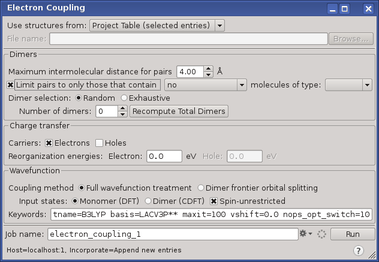 Electron Coupling
Use structures from: Project Table (selected entries)
File name: Browse...
Dimers
Maximum intermolecular distance for pairs 4.00 Å
Limit pairs to only those that contain no molecules of type:
Dimer selection: Random Exhaustive
Number of dimers: 0 Recompute Total Dimers
Charge transfer
Carriers: Electrons Holes
Reorganization energies: Electron: 0.0 eV Hole: 0.0 eV
Wavefunction
Coupling method Full wavefunction treatment Dimer frontier orbital splitting
Input states: Monomer (DFT) Dimer (CDFT) Spin-unrestricted
Keywords: tname=B3LYP basis=LACV3P** maxit=100 vshift=0.0 nops_opt_switch=10
Job name: electron_coupling_1 Run
Host=localhost:1, Incorporate=Append new entries